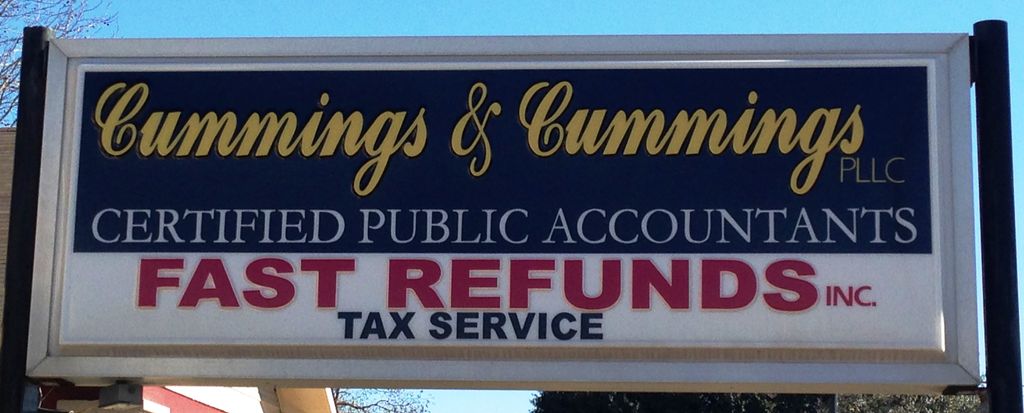 Cummings & Cummings
PLLC
CERTIFIED PUBLIC ACCOUNTANTS
FAST REFUNDS INC.
TAX SERVICE